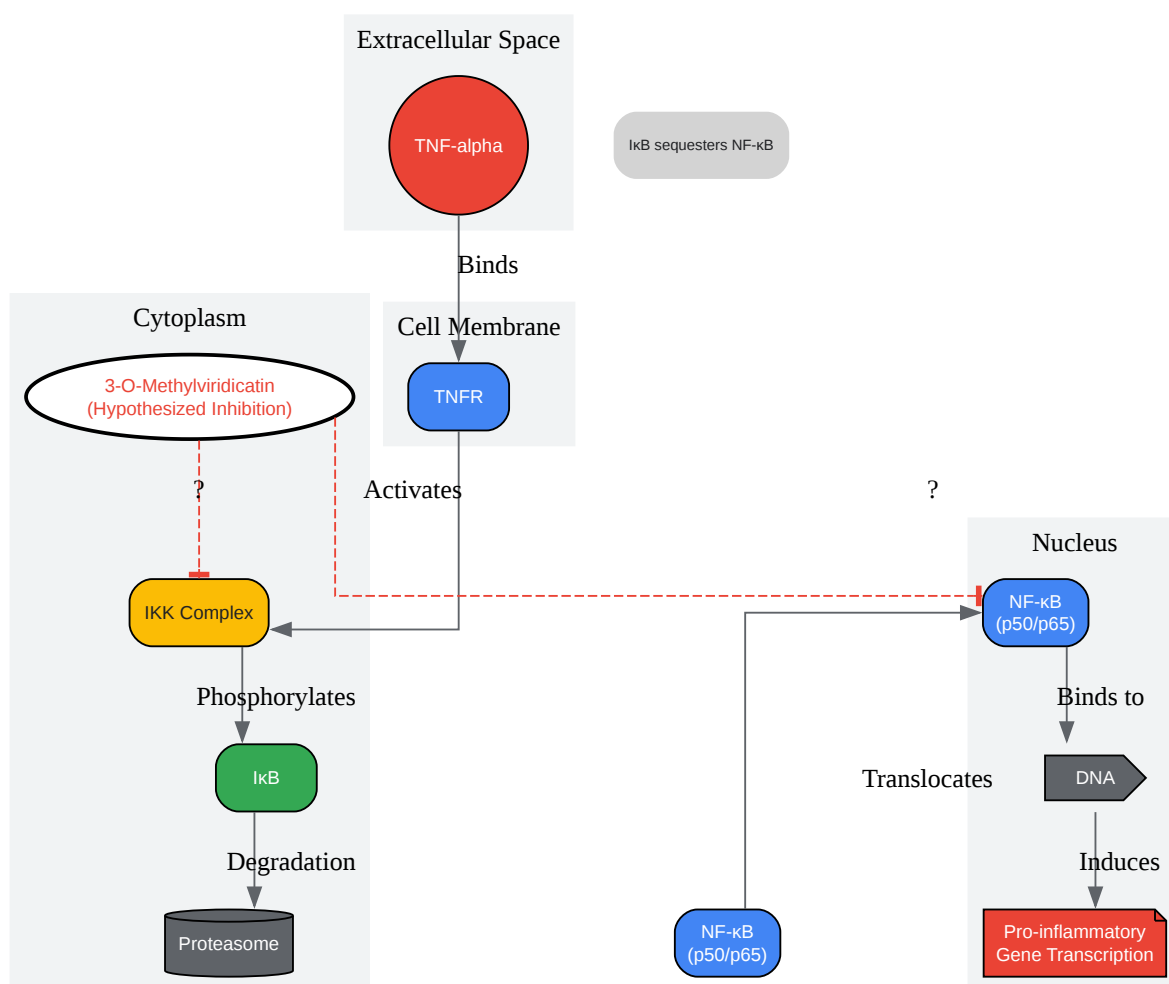 Extracellular Space
TNF-alpha
IκB sequesters NF-κB
Binds
Cytoplasm
Cell Membrane
3-O-Methylviridicatin
(Hypothesized Inhibition)
TNFR
?
Activates
?
Nucleus
IKK Complex
NF-κB
(p50/p65)
Phosphorylates
Binds to
IκB
Translocates
DNA
Degradation
Induces
Proteasome
NF-κB
(p50/p65)
Pro-inflammatory
Gene Transcription